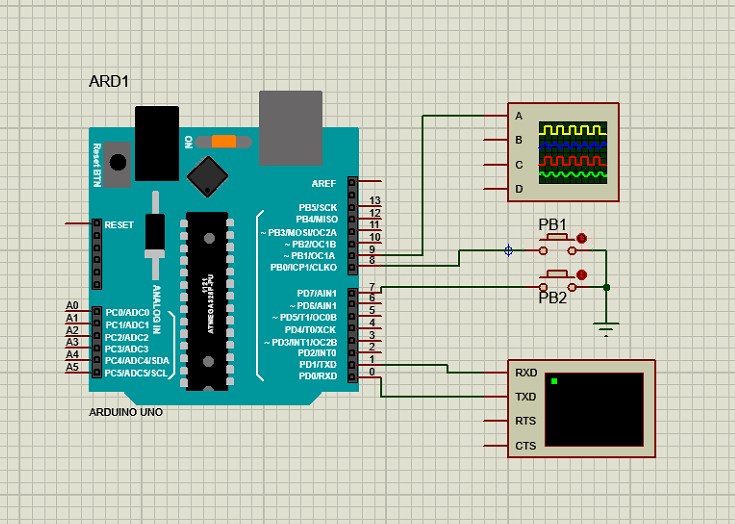 ARD1
Reset BTN
ON
AREF
PB5/SCK 13
PB4/MISO 12
~ PB3/MOSI/OC2A 11
~ PB2/OC1B 10
~ PB1/OC1A 9
PB0/ICP1/CLKO 8
RESET
PD7/AIN1 7
~ PD6/AIN1 6
~ PD5/T1/OC0B 5
PD4/T0/XCK 4
~ PD3/INT1/OC2B 3
PD2/INT0 2
PD1/TXD 1
PD0/RXD 0
ANALOG IN
ATMEGA328P-PU
1121
A0 PC0/ADC0
A1 PC1/ADC1
A2 PC2/ADC2
A3 PC3/ADC3
A4 PC4/ADC4/SDA
A5 PC5/ADC5/SCL
ARDUINO UNO
A
B
C
D
PB1
PB2
RXD
TXD
RTS
CTS